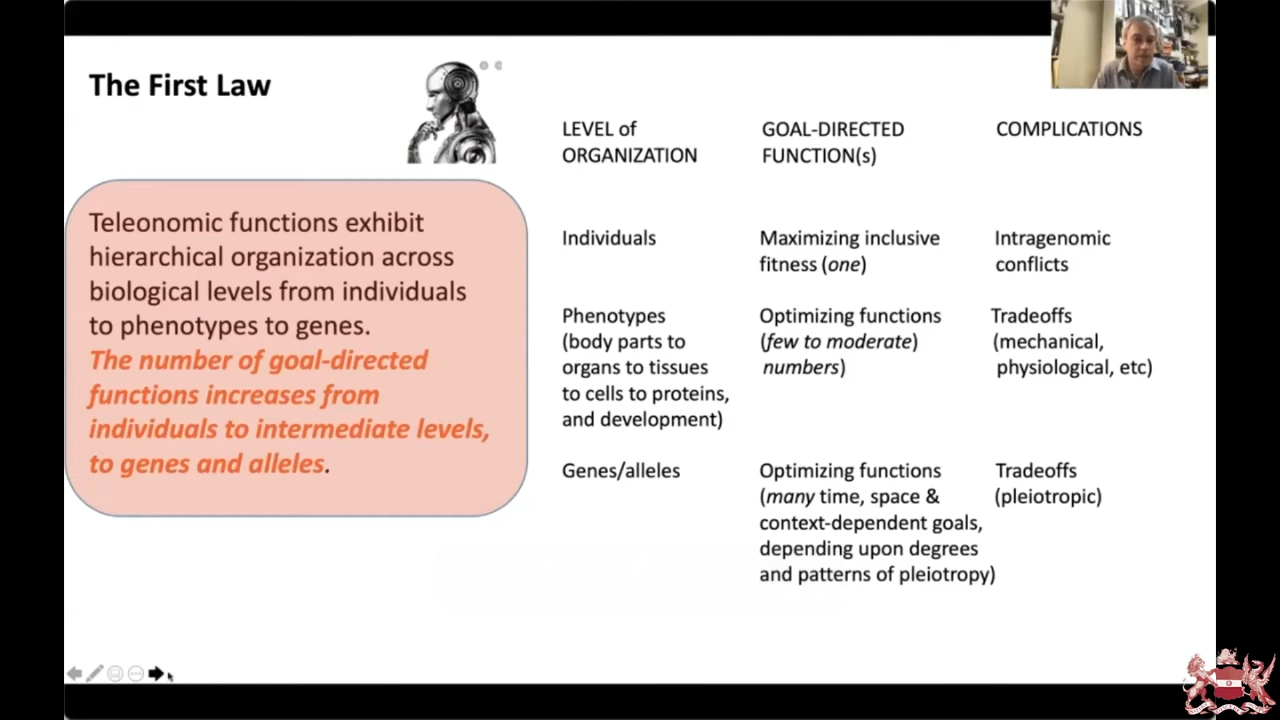 The First Law
Teleonomic functions exhibit
hierarchical organization across
biological levels from individuals
to phenotypes to genes.
The number of goal-directed
functions increases from
individuals to intermediate levels,
to genes and alleles.
LEVEL of
ORGANIZATION
GOAL-DIRECTED
FUNCTION(s)
COMPLICATIONS
Individuals
Maximizing inclusive
fitness (one)
Intragenomic
conflicts
Phenotypes
(body parts to
organs to tissues
to cells to proteins,
and development)
Optimizing functions
(few to moderate)
numbers)
Tradeoffs
(mechanical,
physiological, etc)
Genes/alleles
Optimizing functions
(many time, space &
context-dependent goals,
depending upon degrees
and patterns of pleiotropy)
Tradeoffs
(pleiotropic)